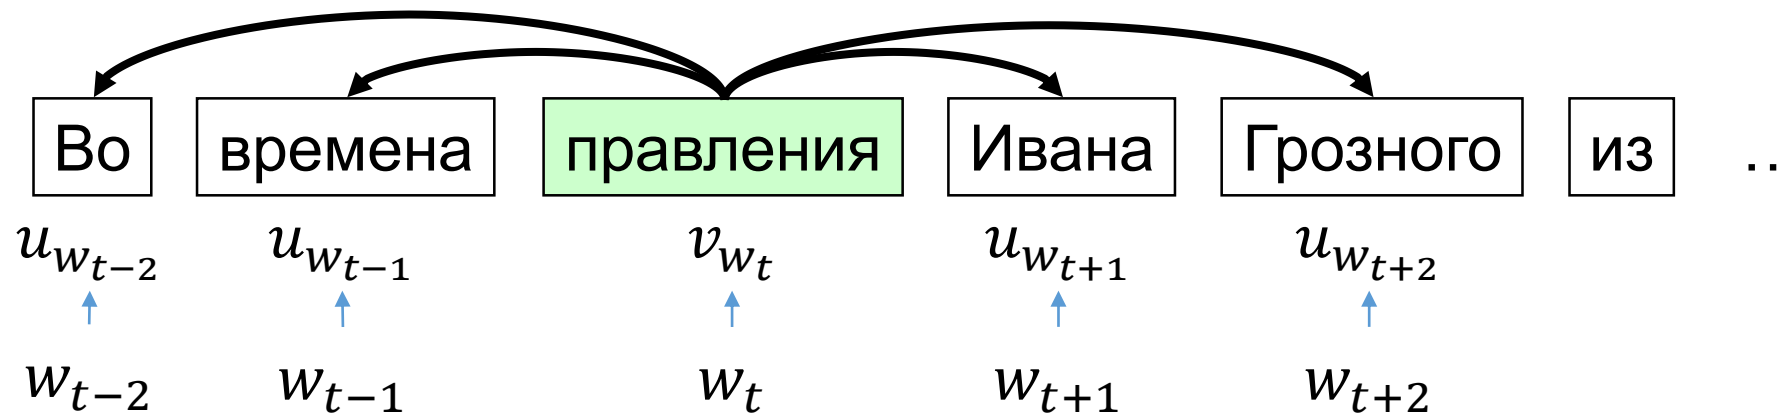 Во времена правления Ивана Грозного из ..
u_{w_{t-2}} u_{w_{t-1}} v_{w_t} u_{w_{t+1}} u_{w_{t+2}}
w_{t-2} w_{t-1} w_t w_{t+1} w_{t+2}